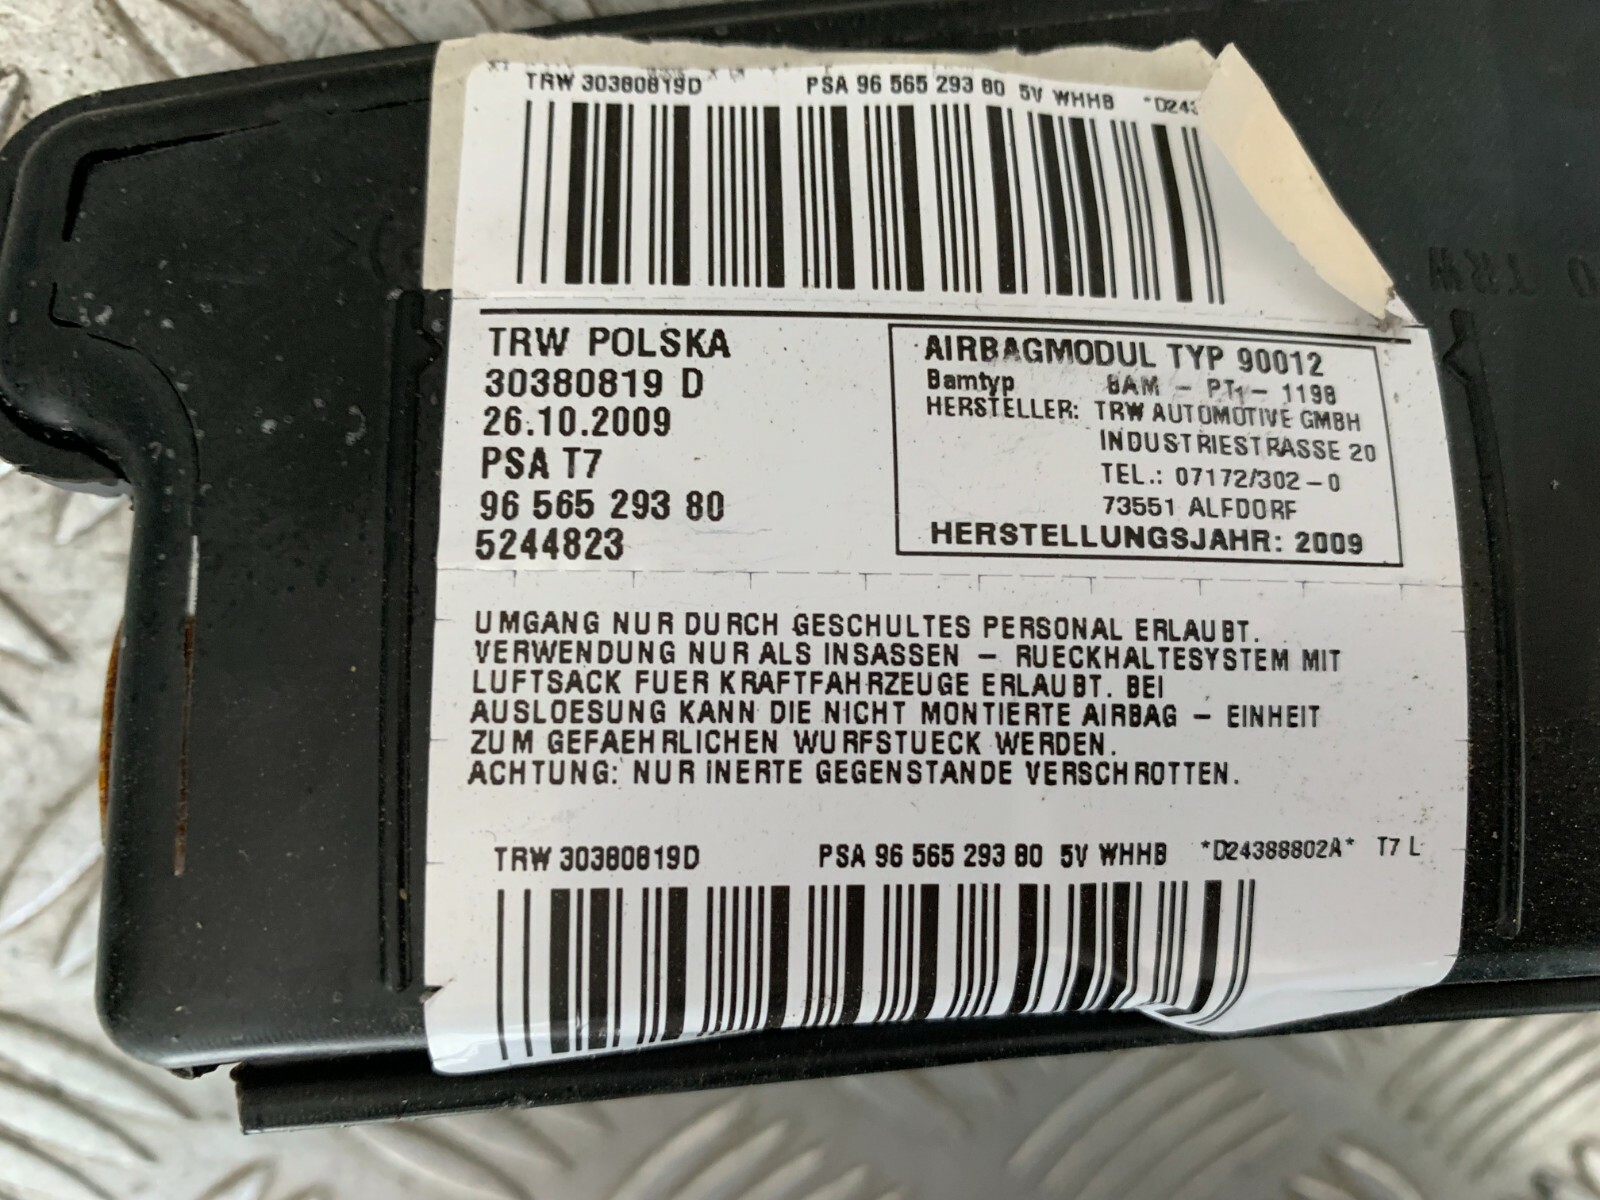 TRW 30380819D PSA 96 565 293 80 5V WHHB *D243
TRW POLSKA
30380819 D
26.10.2009
PSA T7
96 565 293 80
5244823
AIRBAGMODUL TYP 90012
Bamtyp BAM - PT1 - 1198
HERSTELLER: TRW AUTOMOTIVE GMBH
INDUSTRIESTRASSE 20
TEL.: 07172/302-0
73551 ALFDORF
HERSTELLUNGSJAHR: 2009
UMGANG NUR DURCH GESCHULTES PERSONAL ERLAUBT.
VERWENDUNG NUR ALS INSASSEN - RUECKHALTESYSTEM MIT
LUFTSACK FUER KRAFTFAHRZEUGE ERLAUBT. BEI
AUSLOESUNG KANN DIE NICHT MONTIERTE AIRBAG - EINHEIT
ZUM GEFAEHRLICHEN WURFSTUECK WERDEN.
ACHTUNG: NUR INERTE GEGENSTANDE VERSCHROTTEN.
TRW 30380819D PSA 96 565 293 80 5V WHHB *D24388802A* T7 L
TRW